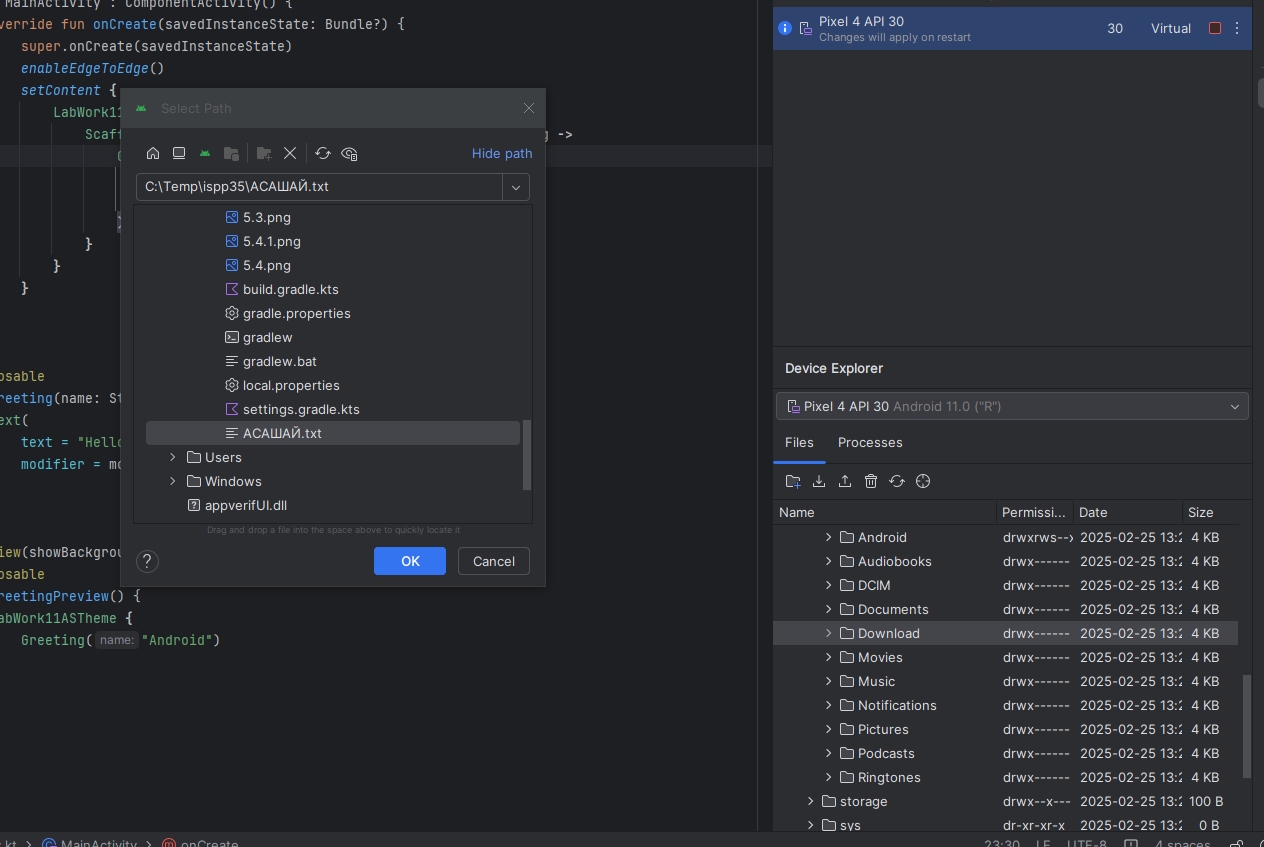 MainActivity : ComponentActivity() {
verride fun onCreate(savedInstanceState: Bundle?) {
super.onCreate(savedInstanceState)
enableEdgeToEdge()
setContent {
LabWork11
Scaff
g ->
}
}
}
osable
reeting(name: St
ext(
text = "Hello
modifier = mo
iew(showBackgrou
osable
reetingPreview() {
abWork11ASTheme {
Greeting( name: "Android")
Select Path
Hide path
C:\Temp\ispp35\АСАШАЙ.txt
5.3.png
5.4.1.png
5.4.png
build.gradle.kts
gradle.properties
gradlew
gradlew.bat
local.properties
settings.gradle.kts
АСАШАЙ.txt
Users
Windows
appverifUI.dll
Drag and drop a file into the space above to quickly locate it
?
OK
Cancel
Pixel 4 API 30
Changes will apply on restart
30
Virtual
Device Explorer
Pixel 4 API 30 Android 11.0 ("R")
Files Processes
Name Permissi... Date Size
Android drwxrws--x 2025-02-25 13:2 4 KB
Audiobooks drwx------ 2025-02-25 13:2 4 KB
DCIM drwx------ 2025-02-25 13:2 4 KB
Documents drwx------ 2025-02-25 13:2 4 KB
Download drwx------ 2025-02-25 13:2 4 KB
Movies drwx------ 2025-02-25 13:2 4 KB
Music drwx------ 2025-02-25 13:2 4 KB
Notifications drwx------ 2025-02-25 13:2 4 KB
Pictures drwx------ 2025-02-25 13:2 4 KB
Podcasts drwx------ 2025-02-25 13:2 4 KB
Ringtones drwx------ 2025-02-25 13:2 4 KB
storage drwx--x--- 2025-02-25 13:2 100 B
sys dr-xr-xr-x 2025-02-25 13:2 0 B
.kt > MainActivity > onCreate
23:30 LF UTF-8 4 spaces